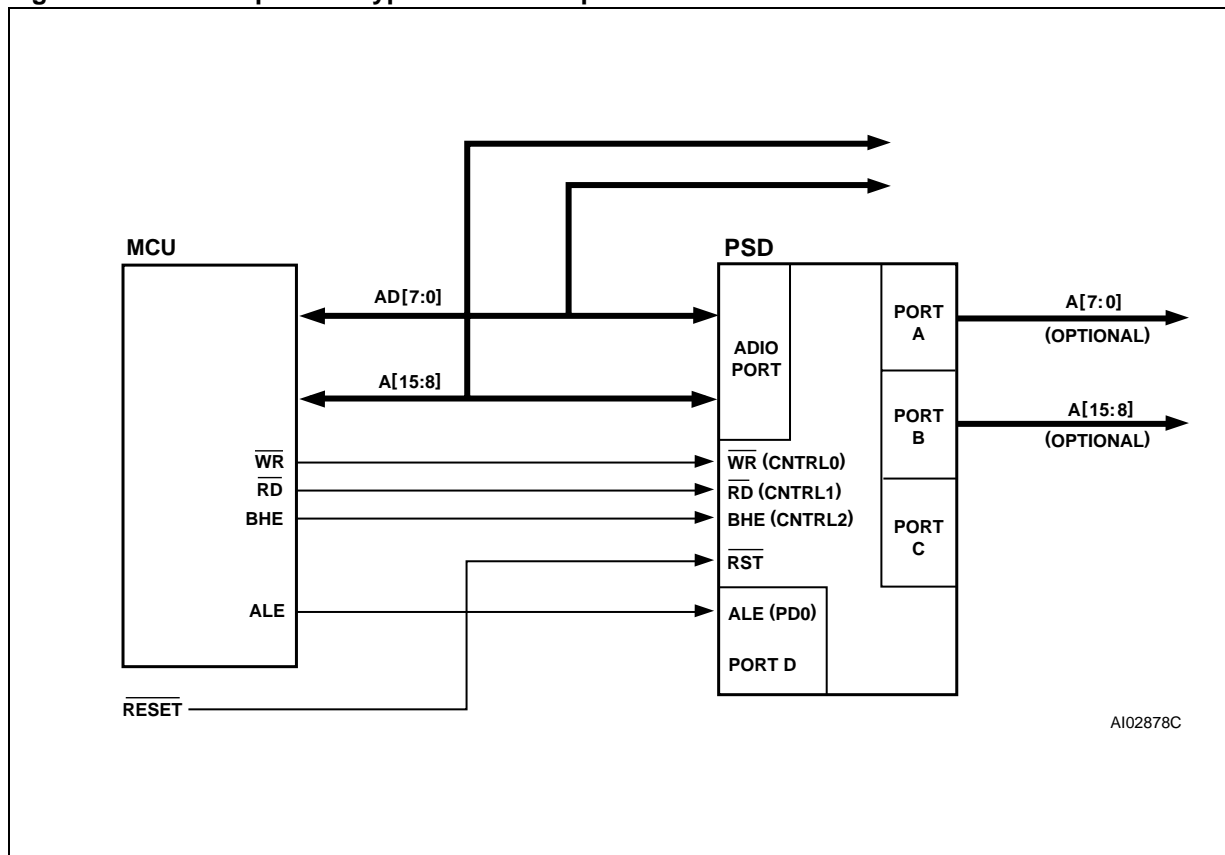 MCU
PSD
AD[7:0]
A[15:8]
ADIO
PORT
PORT
A
A[7:0]
(OPTIONAL)
PORT
B
A[15:8]
(OPTIONAL)
PORT
C
WR
WR (CNTRL0)
RD
RD (CNTRL1)
BHE
BHE (CNTRL2)
RST
ALE
ALE (PD0)
PORT D
RESET
AI02878C